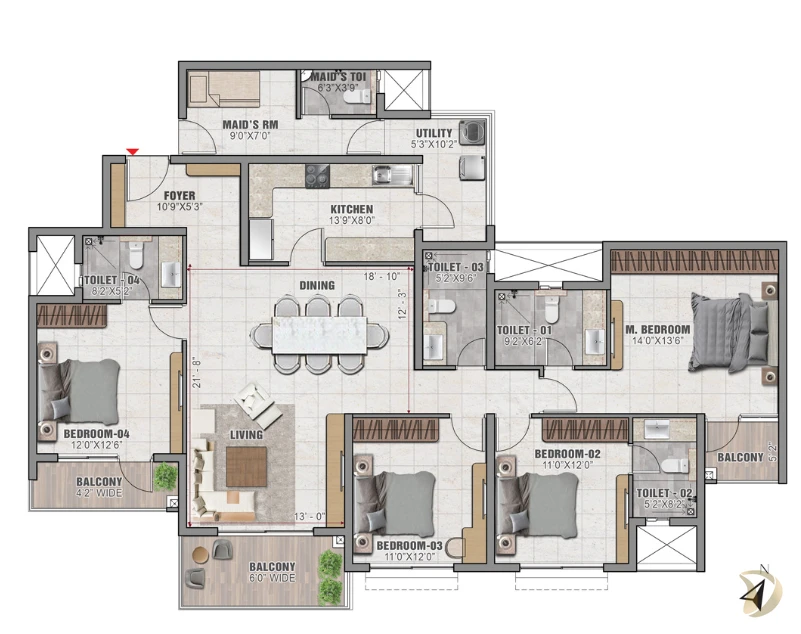 MAID'S TOI
6'3"X3'9"
MAID'S RM
9'0"X7'0"
UTILITY
5'3"X10'2"
FOYER
10'9"X5'3"
KITCHEN
13'9"X8'0"
TOILET - 04
8'2"X5'2"
DINING
18' - 10"
12' - 3"
21' - 8"
TOILET - 03
5'2"X9'6"
TOILET - 01
9'2"X6'2"
M. BEDROOM
14'0"X13'6"
BEDROOM-04
12'0"X12'6"
LIVING
13' - 0"
BEDROOM-02
11'0"X12'0"
BALCONY
5'-2"
BALCONY
4'2" WIDE
TOILET - 02
5'2"X8'2"
BEDROOM-03
11'0"X12'0"
BALCONY
6'0" WIDE
N